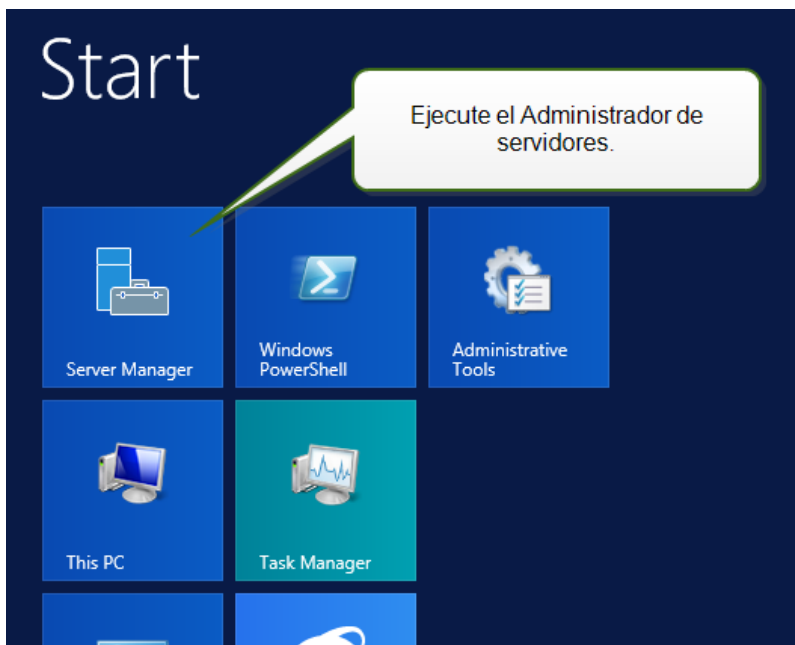 Start
Ejecute el Administrador de
servidores.
Server Manager
Windows
PowerShell
Administrative
Tools
This PC
Task Manager